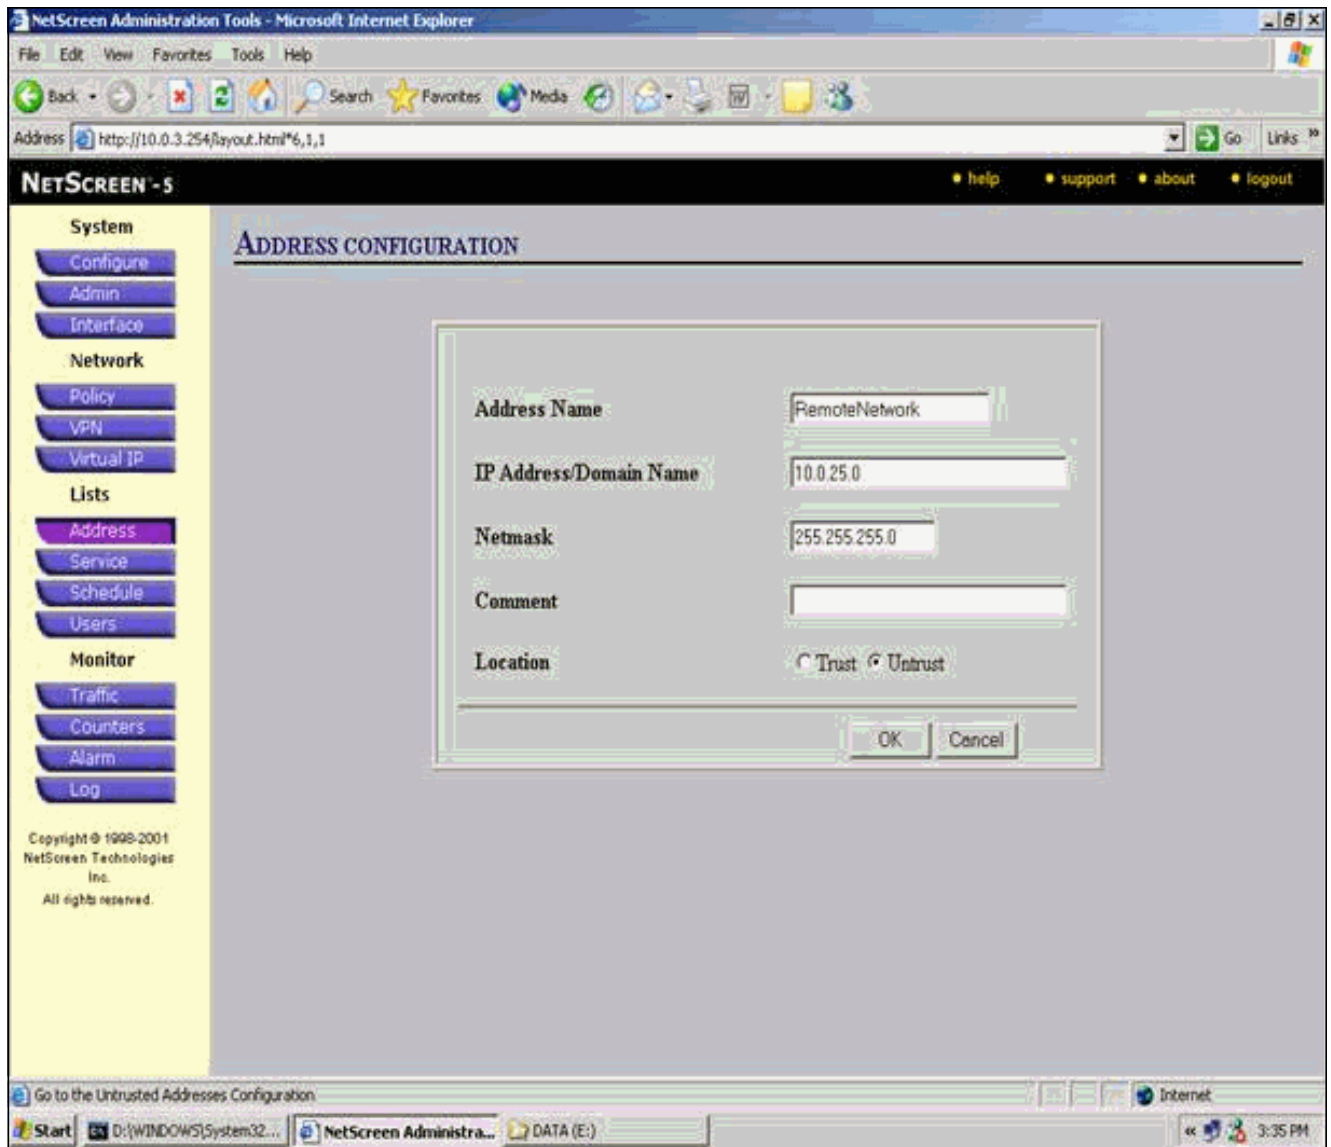 NetScreen Administration Tools - Microsoft Internet Explorer
File Edit View Favorites Tools Help
Back Search Favorites Media
Address http://10.0.3.254/layout.html*6,1,1 Go Links »
NETSCREEN-5 help support about logout
System
Configure
Admin
Interface
Network
Policy
VPN
Virtual IP
Lists
Address
Service
Schedule
Users
Monitor
Traffic
Counters
Alarm
Log
Copyright © 1998-2001
NetScreen Technologies
Inc.
All rights reserved.
ADDRESS CONFIGURATION
Address Name RemoteNetwork
IP Address/Domain Name 10.0.25.0
Netmask 255.255.255.0
Comment
Location Trust Untrust
OK Cancel
Go to the Untrusted Addresses Configuration Internet
Start D:\WINDOWS\System32... NetScreen Administra... DATA (E:) « 3:35 PM